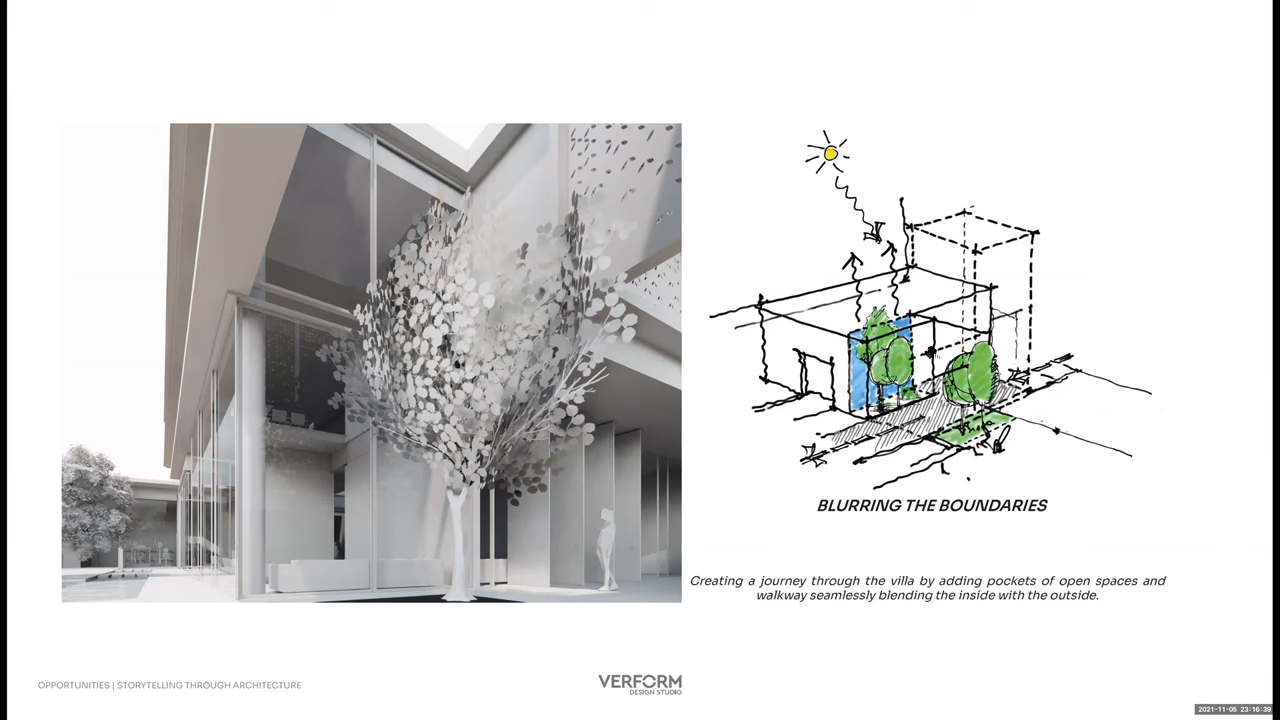 BLURRING THE BOUNDARIES
Creating a journey through the villa by adding pockets of open spaces and
walkway seamlessly blending the inside with the outside.
OPPORTUNITIES | STORYTELLING THROUGH ARCHITECTURE
VERFORM
DESIGN STUDIO
2021-11-05 23:16:39